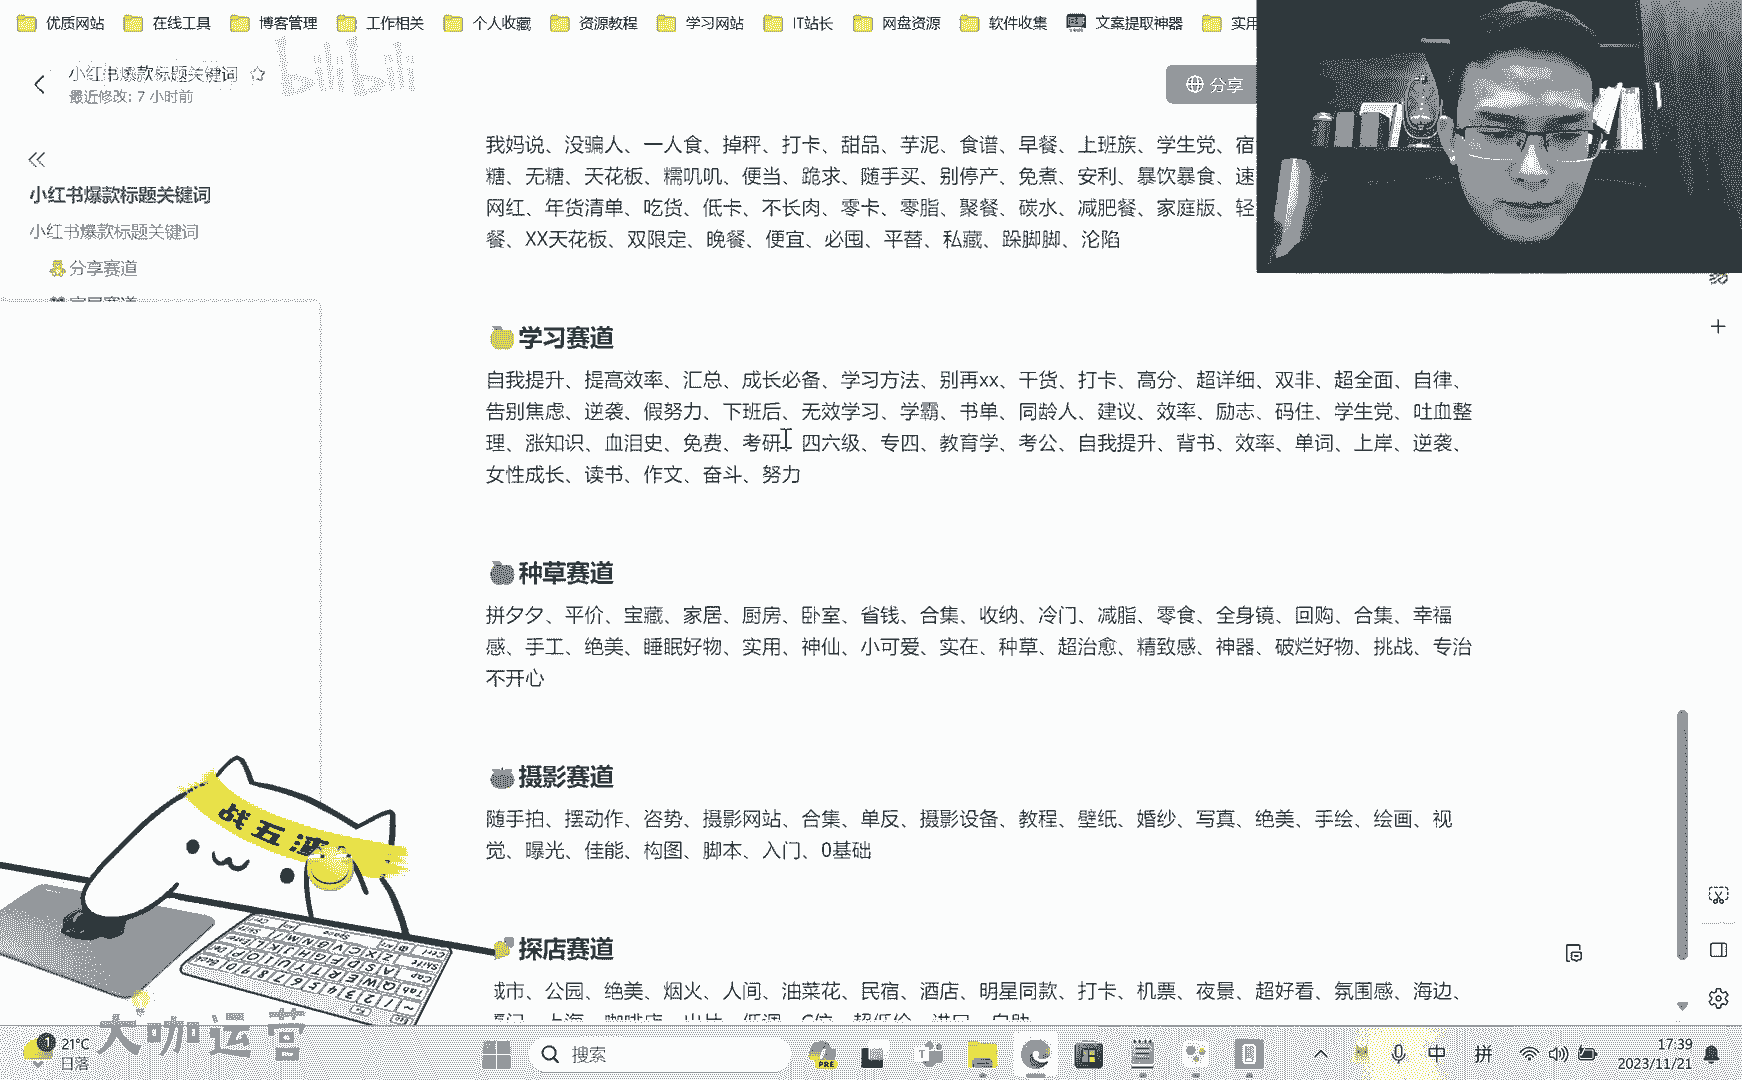 优质网站 在线工具 博客管理 工作相关 个人收藏 资源教程 学习网站 IT站长 网盘资源 软件收集 文案提取神器 实用
小红书爆款标题关键词
bilibili
最近修改: 7 小时前
分享
小红书爆款标题关键词
小红书爆款标题关键词
分享赛道
我妈说、没骗人、一人食、掉秤、打卡、甜品、芋泥、食谱、早餐、上班族、学生党、宿
糖、无糖、天花板、糯叽叽、便当、跪求、随手买、别停产、免煮、安利、暴饮暴食、速
网红、年货清单、吃货、低卡、不长肉、零卡、零脂、聚餐、碳水、减肥餐、家庭版、轻
餐、XX天花板、双限定、晚餐、便宜、必囤、平替、私藏、跺脚脚、沦陷
学习赛道
自我提升、提高效率、汇总、成长必备、学习方法、别再xx、干货、打卡、高分、超详细、双非、超全面、自律、
告别焦虑、逆袭、假努力、下班后、无效学习、学霸、书单、同龄人、建议、效率、励志、码住、学生党、吐血整
理、涨知识、血泪史、免费、考研、四六级、专四、教育学、考公、自我提升、背书、效率、单词、上岸、逆袭、
女性成长、读书、作文、奋斗、努力
种草赛道
拼夕夕、平价、宝藏、家居、厨房、卧室、省钱、合集、收纳、冷门、减脂、零食、全身镜、回购、合集、幸福
感、手工、绝美、睡眠好物、实用、神仙、小可爱、实在、种草、超治愈、精致感、神器、破烂好物、挑战、专治
不开心
摄影赛道
随手拍、摆动作、咨势、摄影网站、合集、单反、摄影设备、教程、壁纸、婚纱、写真、绝美、手绘、绘画、视
觉、曝光、佳能、构图、脚本、入门、0基础
探店赛道
城市、公园、绝美、烟火、人间、油菜花、民宿、酒店、明星同款、打卡、机票、夜景、超好看、氛围感、海边、
战五渣
大咖运营
1
21°C
日落
搜索
PRE
中
拼
17:39
2023/11/21